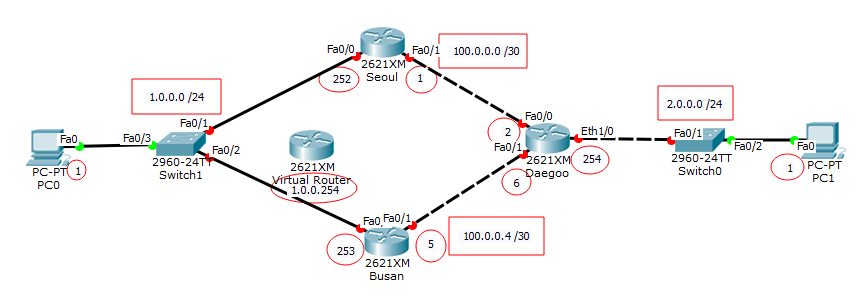 Fa0/0
2621XM
Seoul
Fa0/1
100.0.0.0 /30
252
1
1.0.0.0 /24
2.0.0.0 /24
Fa0
PC-PT
PC0
1
Fa0/3
Fa0/1
Fa0/2
2960-24TT
Switch1
2621XM
Virtual Router
1.0.0.254
Fa0/0
2
Fa0/1
2621XM
Daegoo
6
Eth1/0
254
Fa0/1
2960-24TT
Switch0
Fa0/2
Fa0
PC-PT
PC1
1
Fa0/1
253
2621XM
Busan
5
100.0.0.4 /30